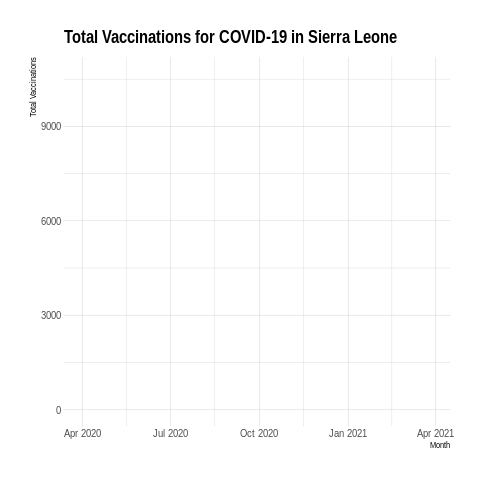 Total Vaccinations for COVID-19 in Sierra Leone
Total Vaccinations
9000
6000
3000
0
Apr 2020 Jul 2020 Oct 2020 Jan 2021 Apr 2021
Month